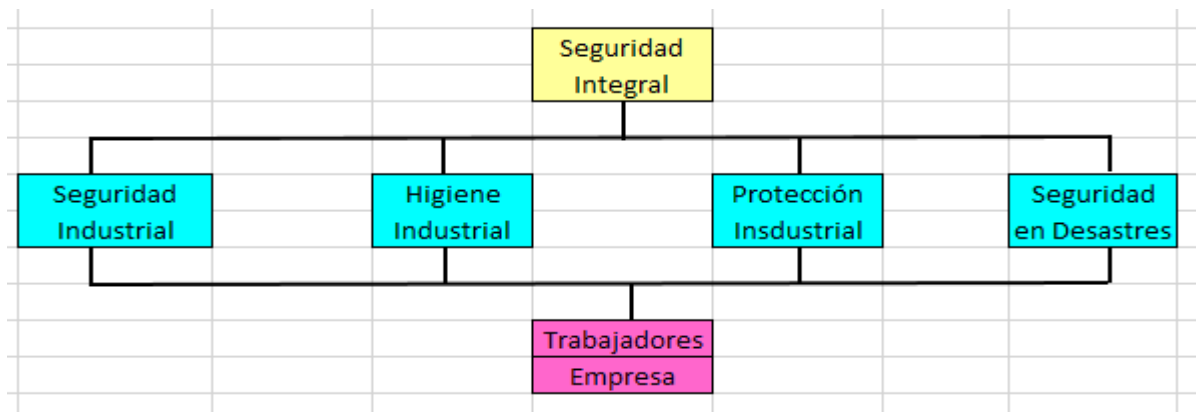 Seguridad
Integral
Seguridad
Industrial
Higiene
Industrial
Protección
Insdustrial
Seguridad
en Desastres
Trabajadores
Empresa